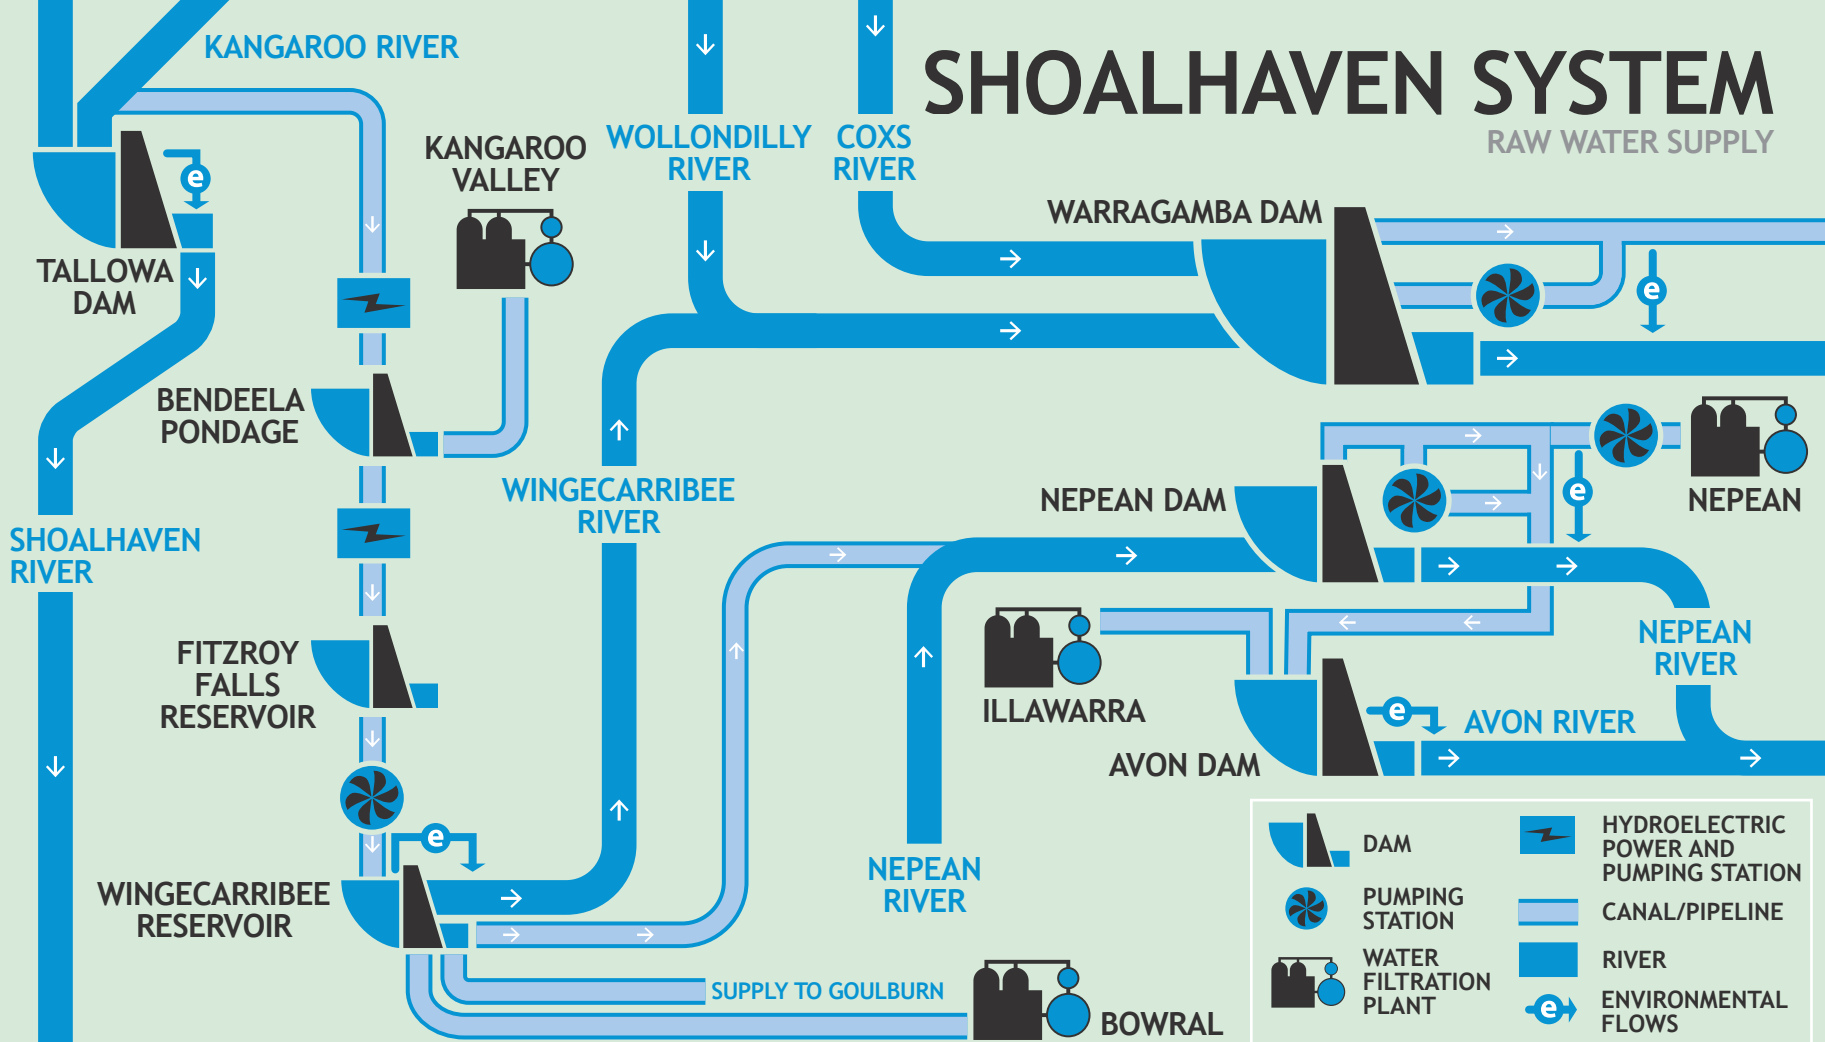 SHOALHAVEN SYSTEM
RAW WATER SUPPLY
KANGAROO RIVER
KANGAROO
VALLEY
WOLLONDILLY
RIVER
COXS
RIVER
WARRAGAMBA DAM
e
e
TALLOWA
DAM
BENDEELA
PONDAGE
WINGECARRIBEE
RIVER
NEPEAN DAM
e
NEPEAN
SHOALHAVEN
RIVER
FITZROY
FALLS
RESERVOIR
ILLAWARRA
NEPEAN
RIVER
AVON DAM
e
AVON RIVER
e
WINGECARRIBEE
RESERVOIR
NEPEAN
RIVER
SUPPLY TO GOULBURN
BOWRAL
DAM
PUMPING
STATION
WATER
FILTRATION
PLANT
HYDROELECTRIC
POWER AND
PUMPING STATION
CANAL/PIPELINE
RIVER
e
ENVIRONMENTAL
FLOWS